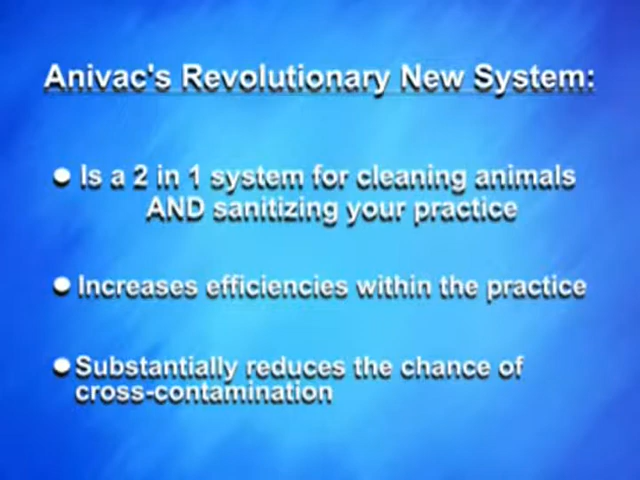 Anivac's Revolutionary New System:
● Is a 2 in 1 system for cleaning animals
AND sanitizing your practice
● Increases efficiencies within the practice
● Substantially reduces the chance of
cross-contamination